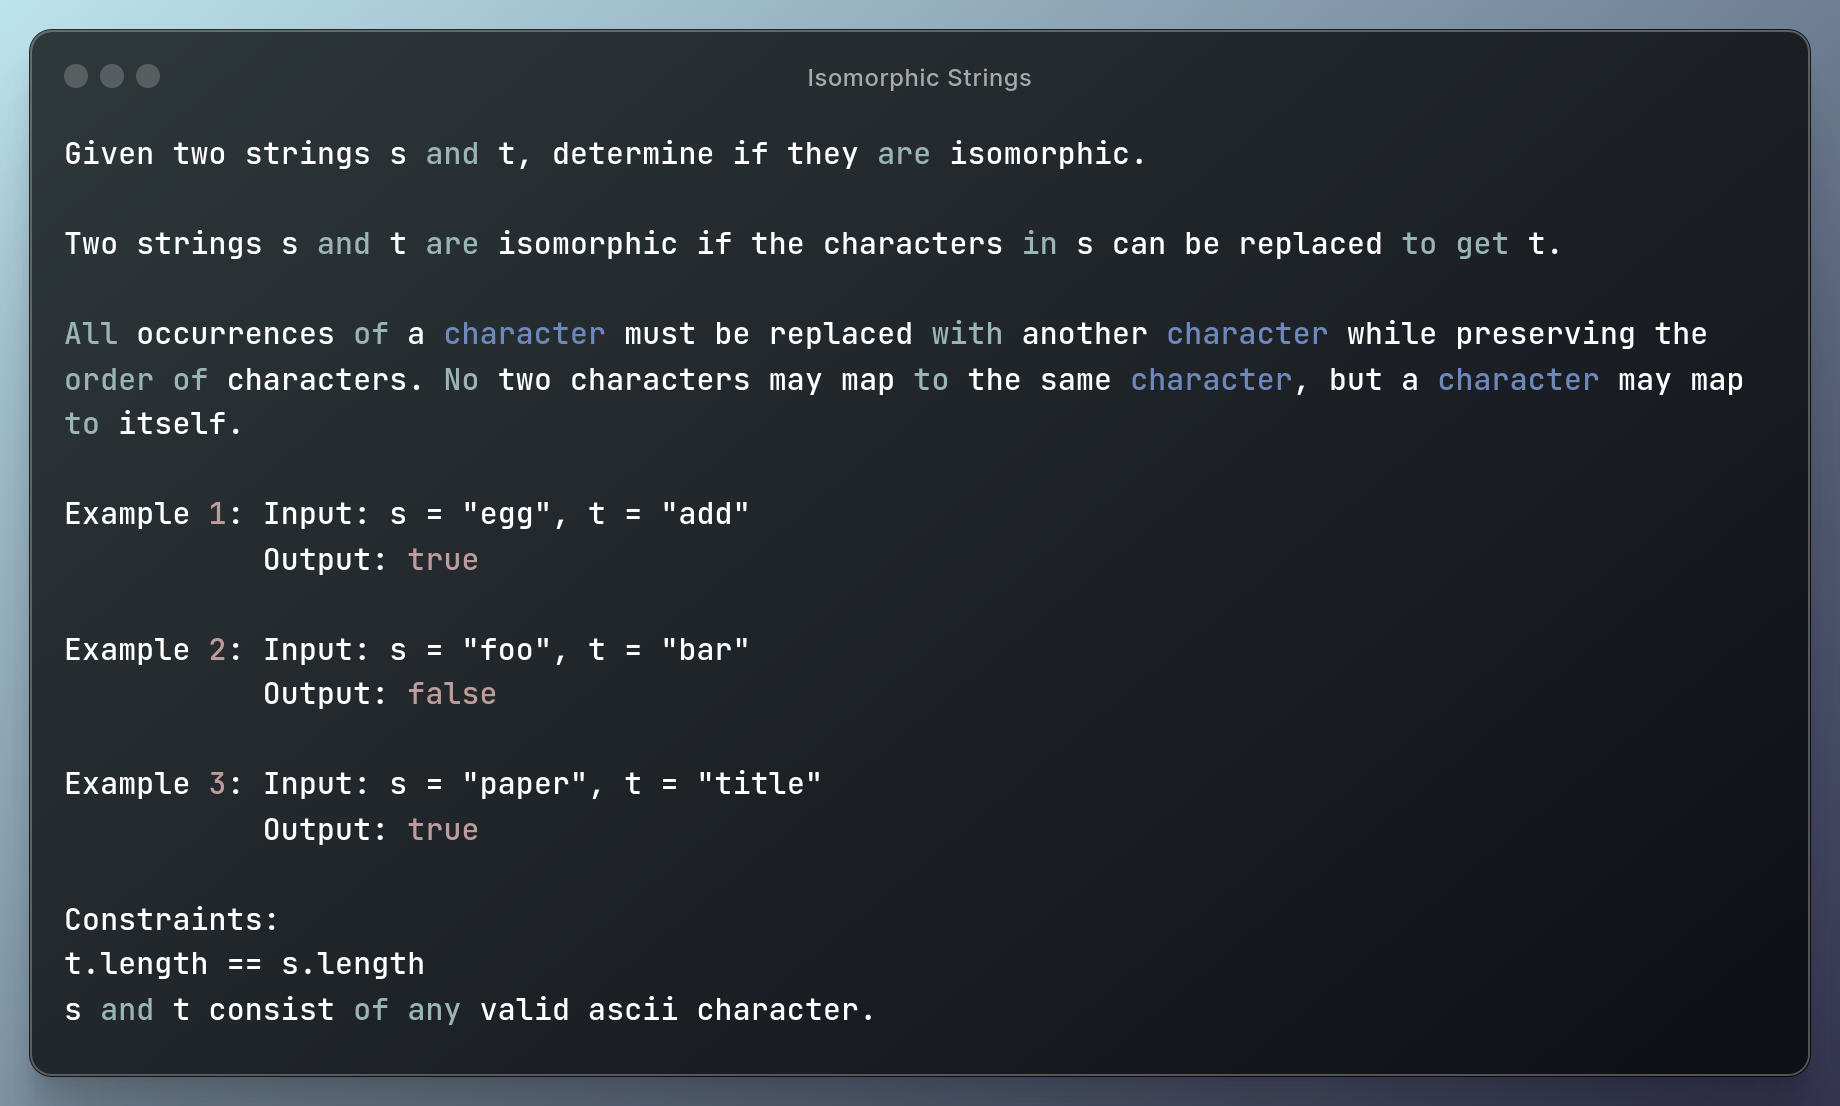 Isomorphic Strings
Given two strings s and t, determine if they are isomorphic.
Two strings s and t are isomorphic if the characters in s can be replaced to get t.
All occurrences of a character must be replaced with another character while preserving the
order of characters. No two characters may map to the same character, but a character may map
to itself.
Example 1: Input: s = "egg", t = "add"
Output: true
Example 2: Input: s = "foo", t = "bar"
Output: false
Example 3: Input: s = "paper", t = "title"
Output: true
Constraints:
t.length == s.length
s and t consist of any valid ascii character.